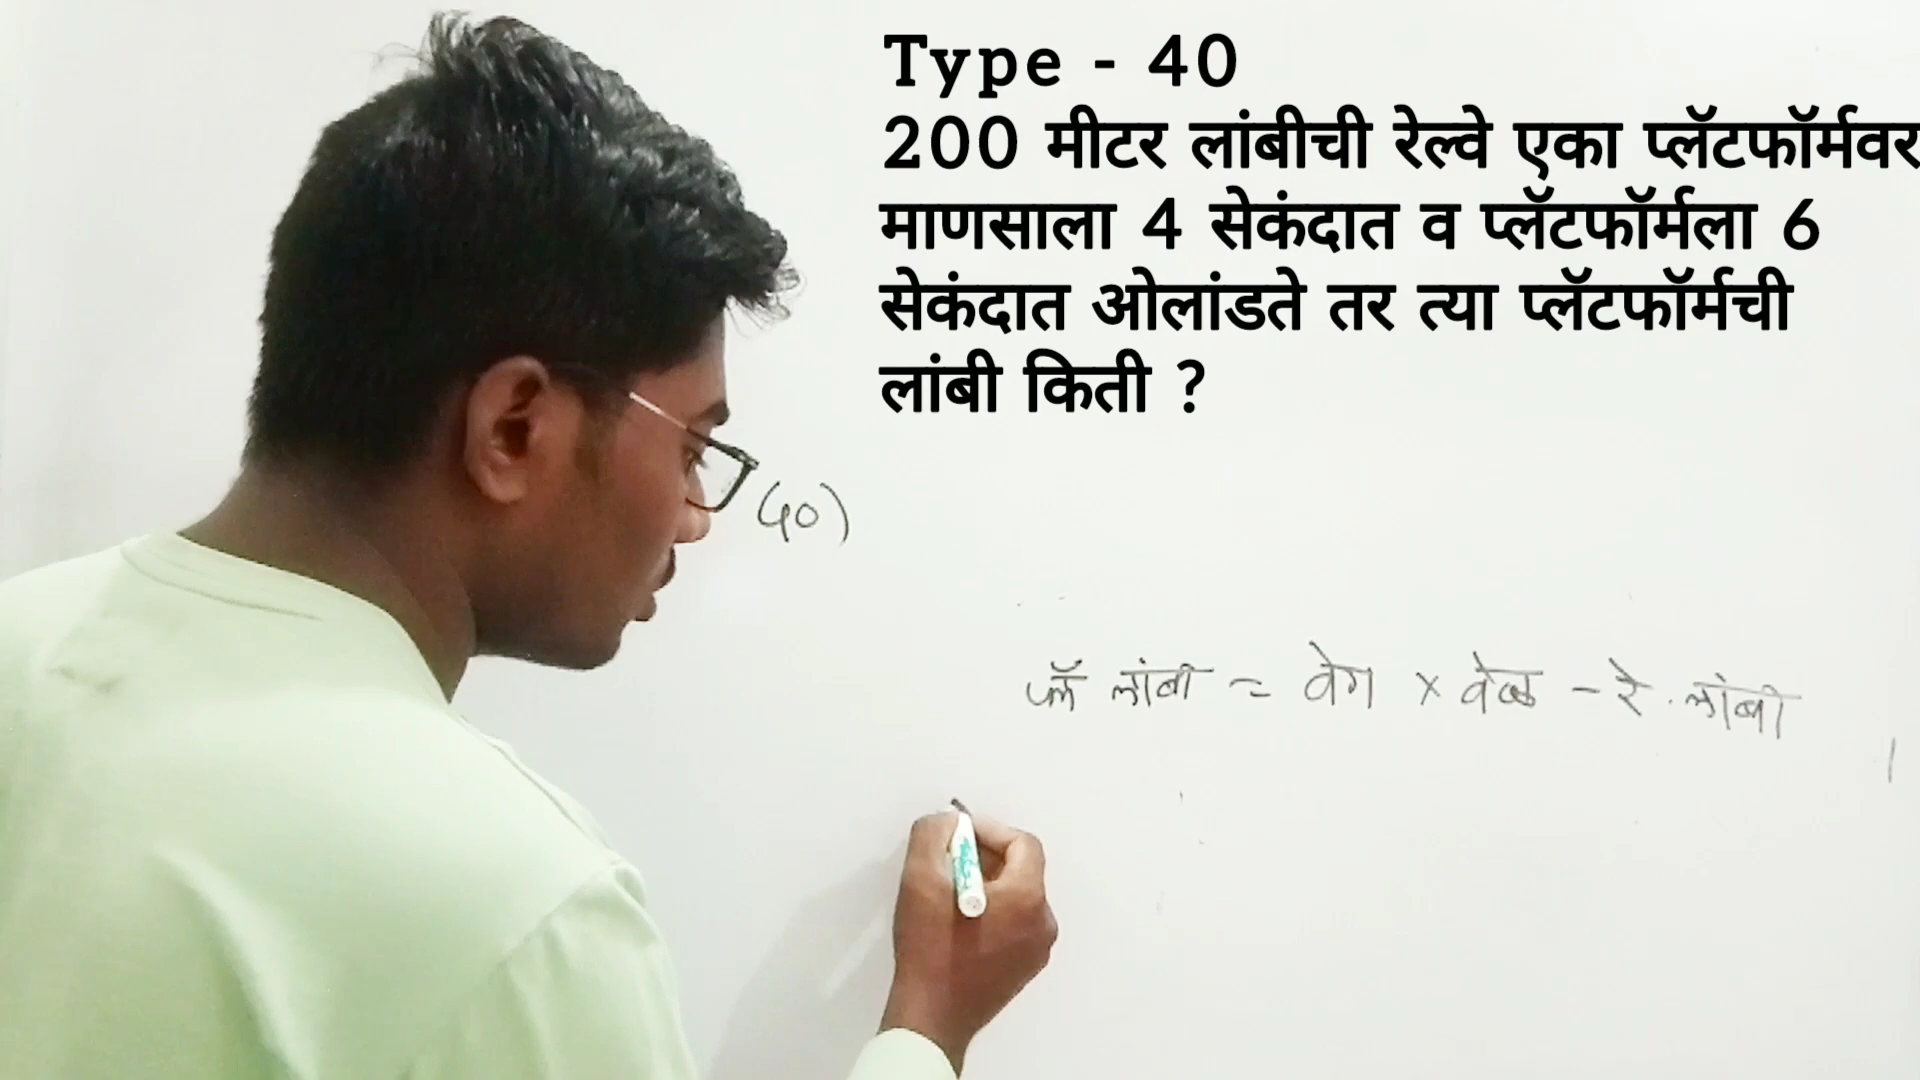 Type - 40
200 मीटर लांबीची रेल्वे एका प्लॅटफॉर्मवर
माणसाला 4 सेकंदात व प्लॅटफॉर्मला 6
सेकंदात ओलांडते तर त्या प्लॅटफॉर्मची
लांबी किती ?
40)
प्लॅ लांबी = वेग × वेळ - रे. लांबी